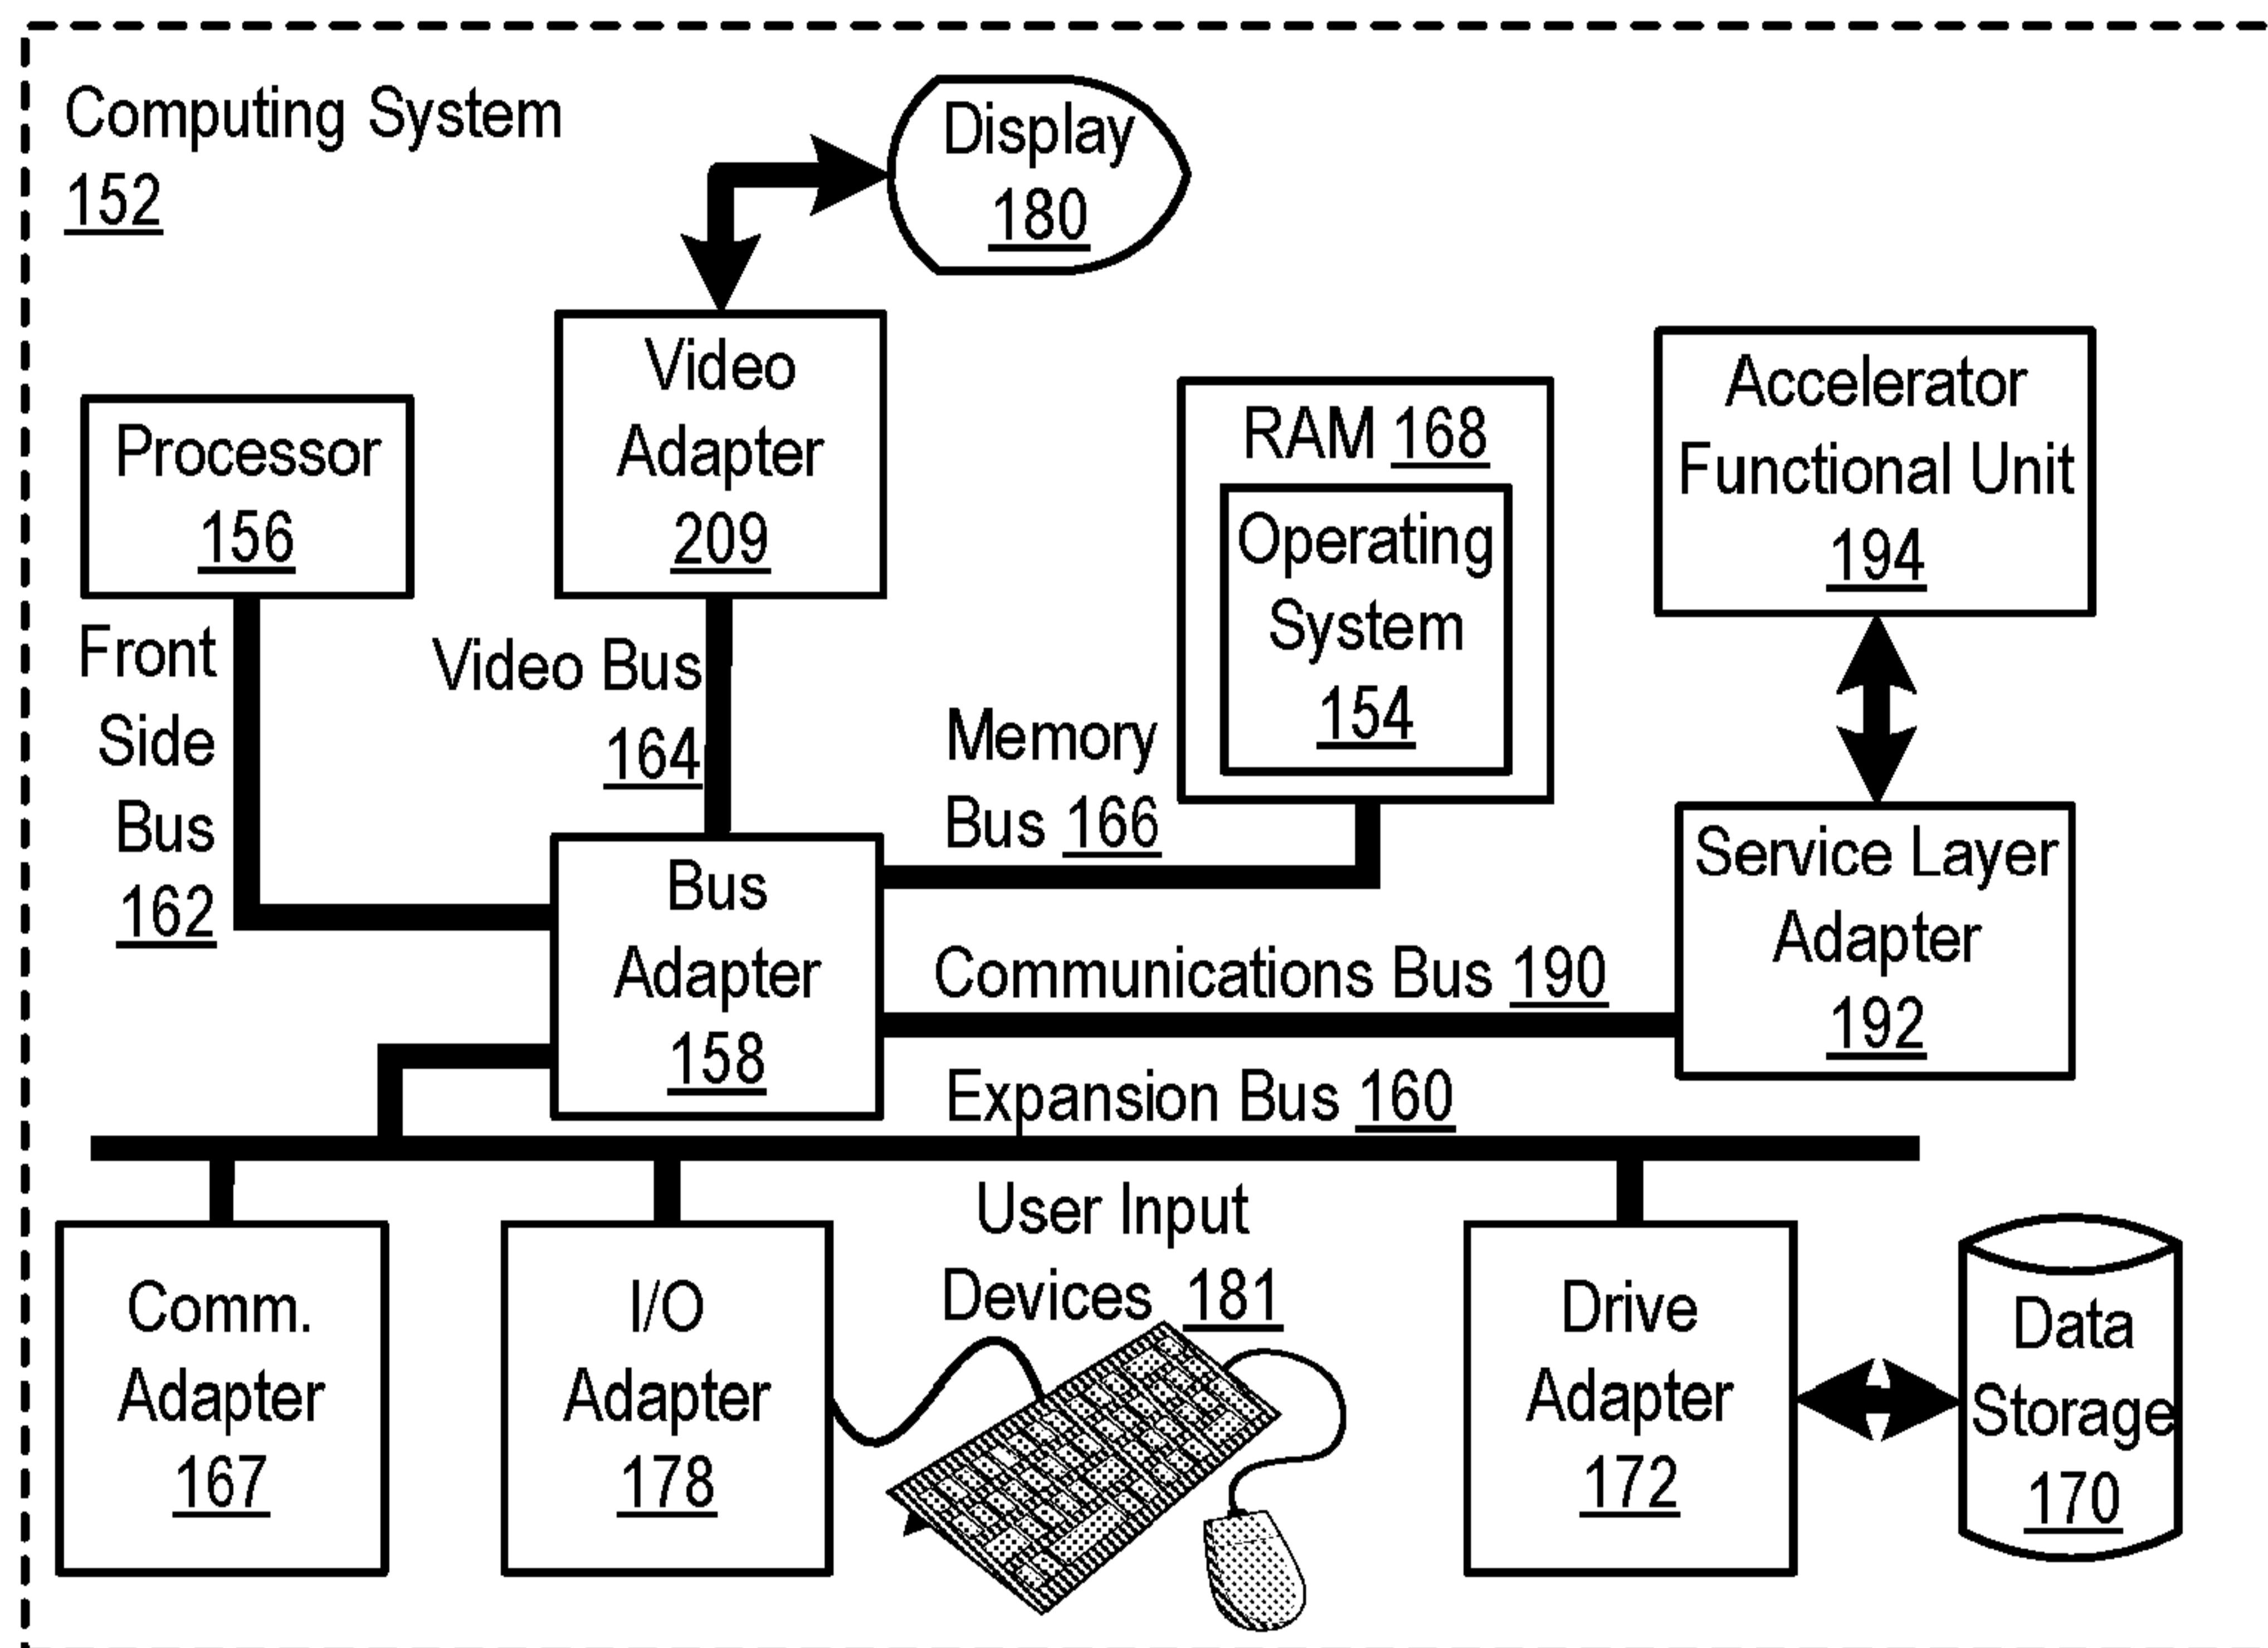 Computing System
152
Display
180
Video
Adapter
209
Processor
156
RAM 168
Operating
System
154
Accelerator
Functional Unit
194
Front
Side
Bus
162
Video Bus
164
Memory
Bus 166
Bus
Adapter
158
Service Layer
Adapter
192
Communications Bus 190
Expansion Bus 160
Comm.
Adapter
167
I/O
Adapter
178
User Input
Devices 181
Drive
Adapter
172
Data
Storage
170